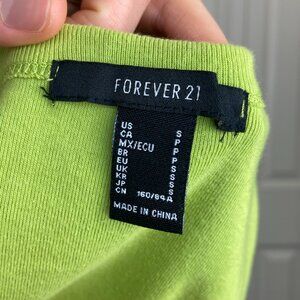 FOREVER 21
US S
CA P
MX/ECU P
BR P
EU S
UK S
KR S
JP S
CN 160/84A
MADE IN CHINA